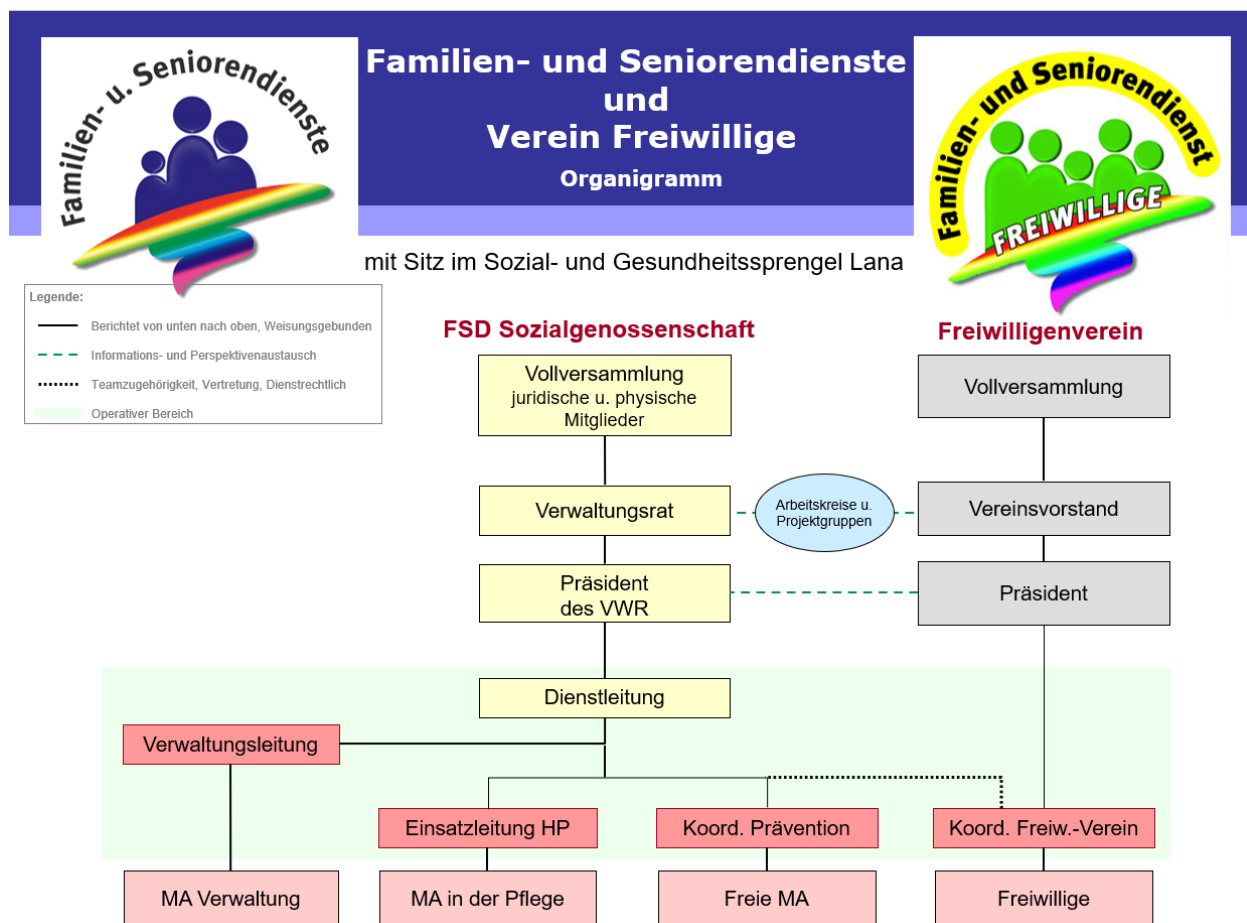 Familien- u. Seniorendienste
Familien- und Seniorendienste
und
Verein Freiwillige
Organigramm
Familien- und Seniorendienst
FREIWILLIGE
mit Sitz im Sozial- und Gesundheitssprengel Lana
Legende:
Berichtet von unten nach oben, Weisungsgebunden
Informations- und Perspektivenaustausch
Teamzugehörigkeit, Vertretung, Dienstrechtlich
Operativer Bereich
FSD Sozialgenossenschaft
Freiwilligenverein
Vollversammlung
juridische u. physische
Mitglieder
Vollversammlung
Verwaltungsrat
Arbeitskreise u.
Projektgruppen
Vereinsvorstand
Präsident
des VWR
Präsident
Dienstleitung
Verwaltungsleitung
Einsatzleitung HP
Koord. Prävention
Koord. Freiw.-Verein
MA Verwaltung
MA in der Pflege
Freie MA
Freiwillige